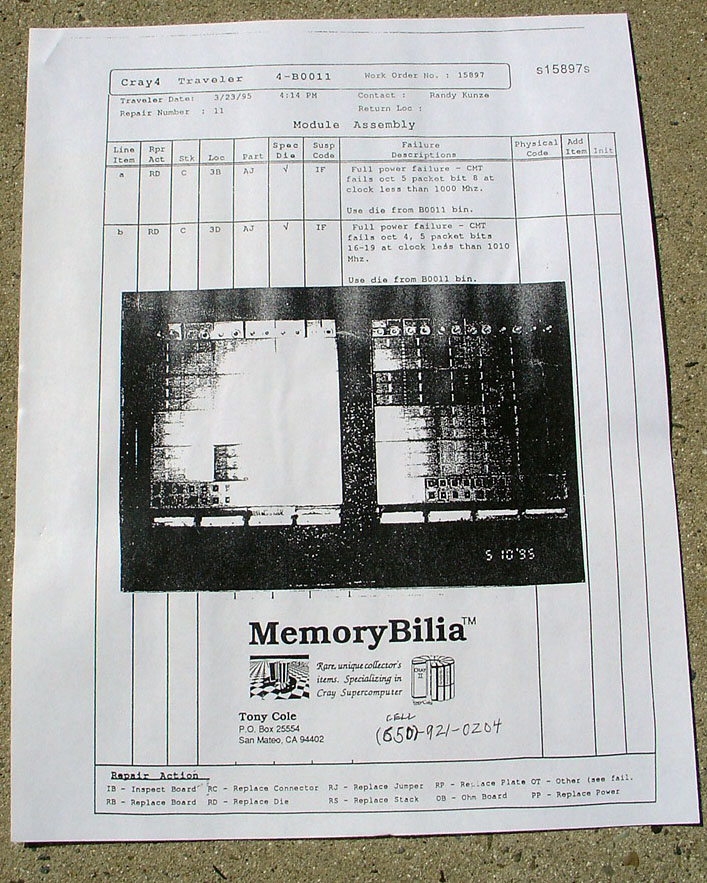 s15897s
Cray4 Traveler 4-B0011 Work Order No. : 15897
Traveler Date: 3/23/95 4:14 PM Contact : Randy Kunze
Repair Number : 11 Return Loc :
Module Assembly
Line Item Rpr Act Stk Loc Part Spec Die Susp Code Failure Descriptions Physical Code Add Item Init
a RD C 3B AJ √ IF Full power failure - CMT
fails oct 5 packet bit 8 at
clock less than 1000 Mhz.
Use die from B0011 bin.
b RD C 3D AJ √ IF Full power failure - CMT
fails oct 4, 5 packet bits
16-19 at clock less than 1010
Mhz.
Use die from B0011 bin.
5 10 '95
MemoryBilia™
Rare, unique collector's
items. Specializing in
Cray Supercomputer
Tony Cole
P.O. Box 25554
San Mateo, CA 94402
CELL
(650)-921-0204
Repair Action
IB - Inspect Board RC - Replace Connector RJ - Replace Jumper RP - Replace Plate OT - Other (see fail.
RB - Replace Board RD - Replace Die RS - Replace Stack OB - Ohm Board PP - Replace Power